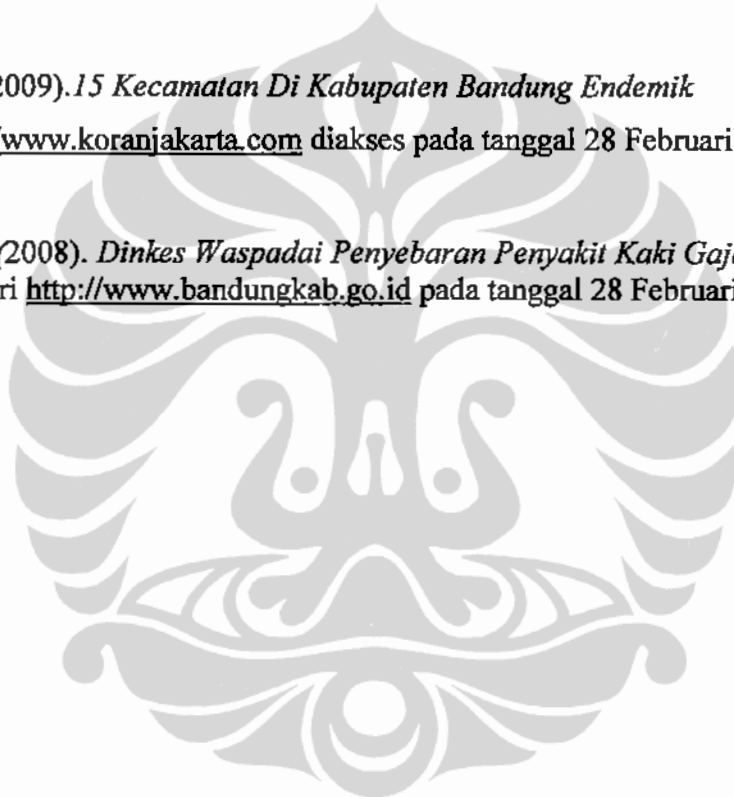 2009).15 Kecamatan Di Kabupaten Bandung Endemik
www.koranjakarta.com diakses pada tanggal 28 Februari
(2008). Dinkes Waspadai Penyebaran Penyakit Kaki Gaj
ri http://www.bandungkab.go.id pada tanggal 28 Februari